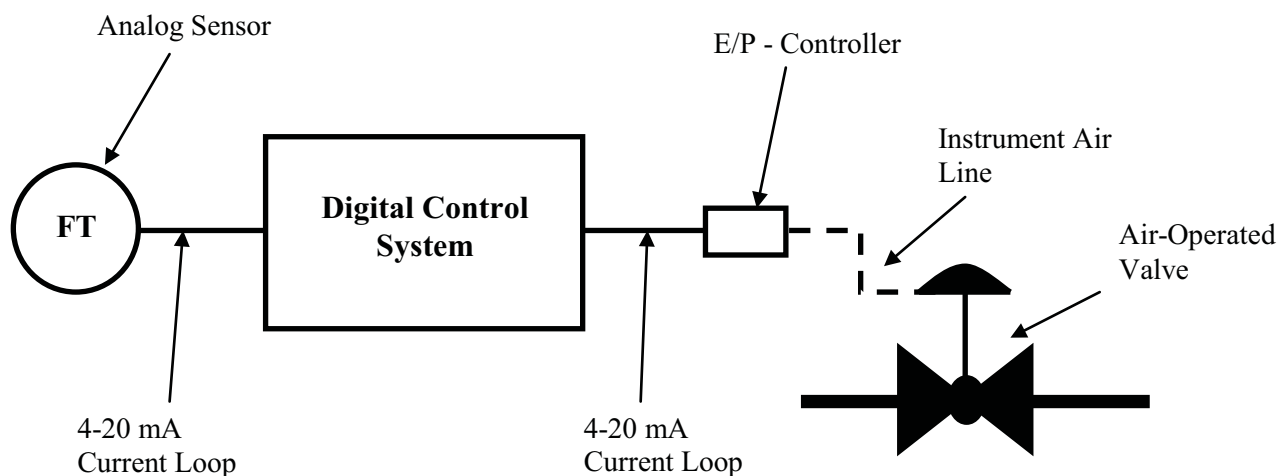 Analog Sensor
E/P - Controller
Instrument Air
Line
FT
Digital Control
System
Air-Operated
Valve
4-20 mA
Current Loop
4-20 mA
Current Loop